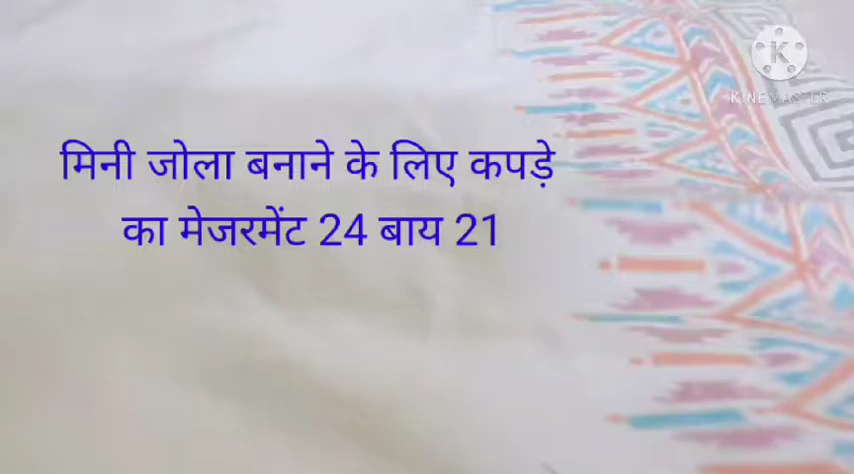 KINEMASTER
मिनी जोला बनाने के लिए कपड़े
का मेजरमेंट 24 बाय 21